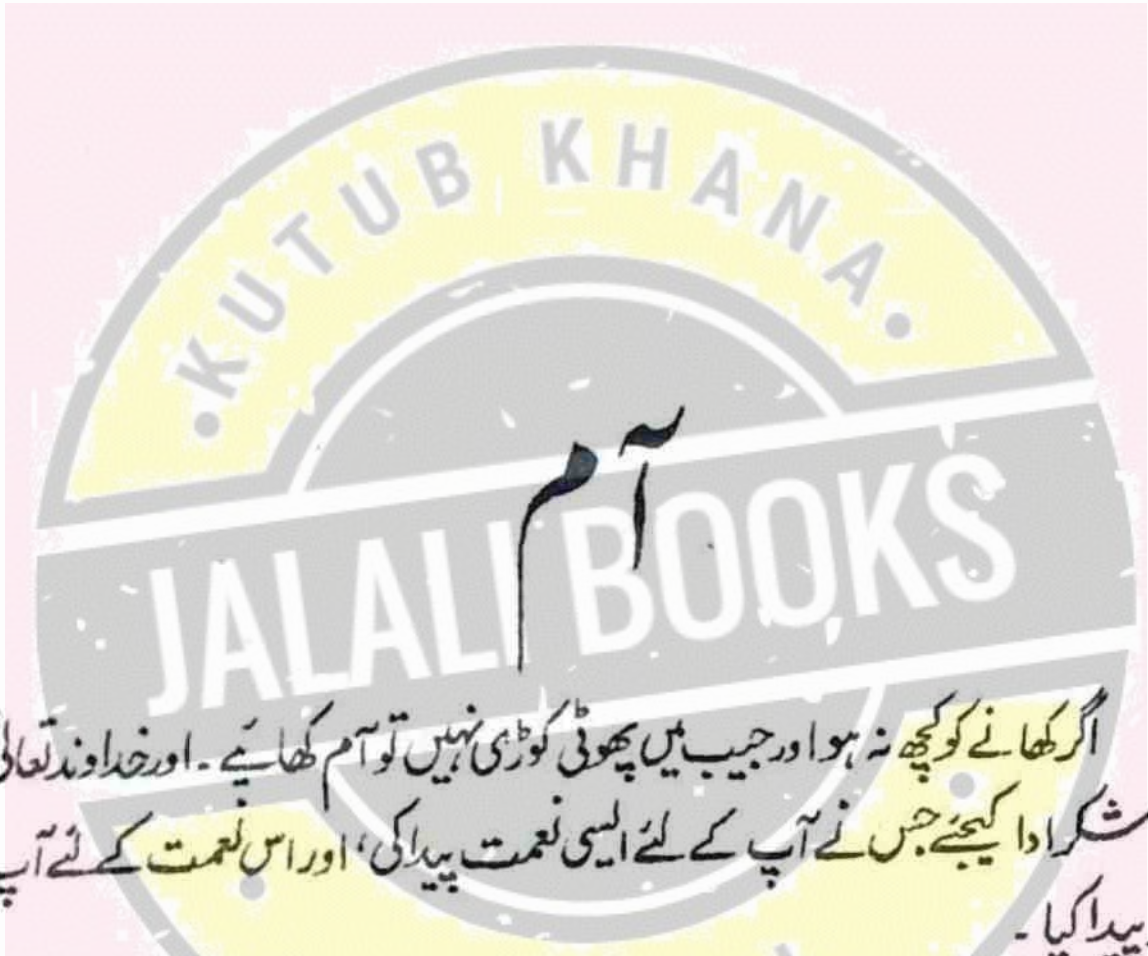 KUTUB KHANA
آم
JALALI BOOKS
اگر کھانے کو کچھ نہ ہو اور جیب میں پھوٹی کوڑی نہیں تو آم کھائیے۔ اور خداوند تعالیٰ
شکر ادا کیجئے جس نے آپ کے لئے ایسی نعمت پیدا کی، اور اس نعمت کے لئے آپ
پیدا کیا۔